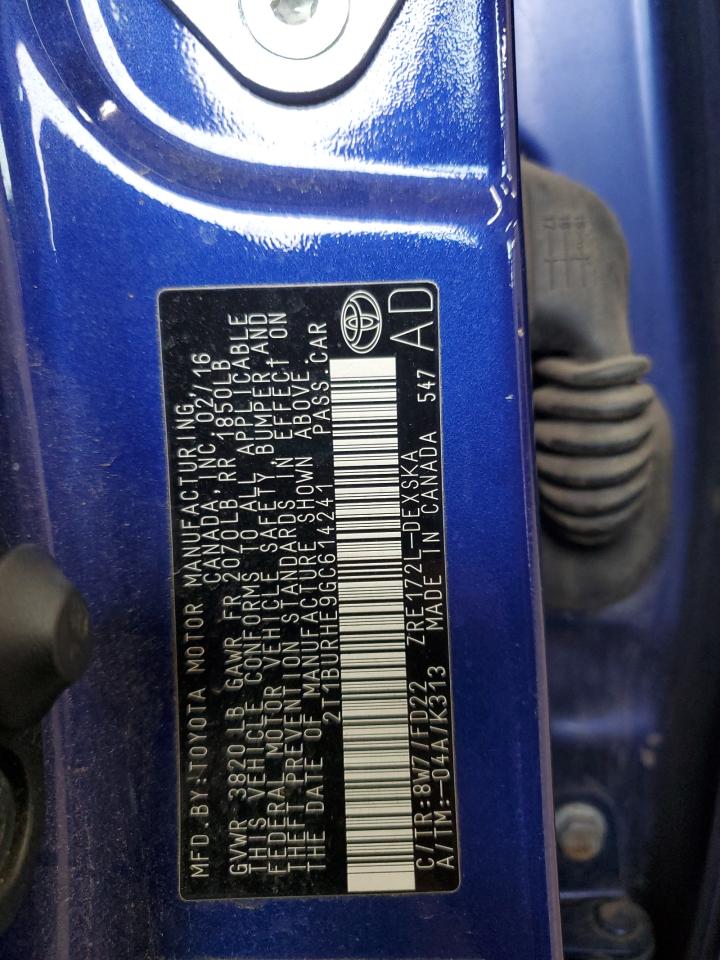 MFD.BY:TOYOTA MOTOR MANUFACTURING,
CANADA,INC.02/16
GVWR 3820 LB GAWR FR 2070LB RR 1850LB
THIS VEHICLE CONFORMS TO ALL APPLICABLE
FEDERAL MOTOR VEHICLE SAFETY,BUMPER,AND
THEFT PREVENTION STANDARDS IN EFFECT ON
THE DATE OF MANUFACTURE SHOWN ABOVE.
2T1BURHE9GC614241 PASS.CAR
C/TR:8W7/FD22 ZRE172L-DEXSKA
A/TM:-04A/K313 MADE IN CANADA 547 AD